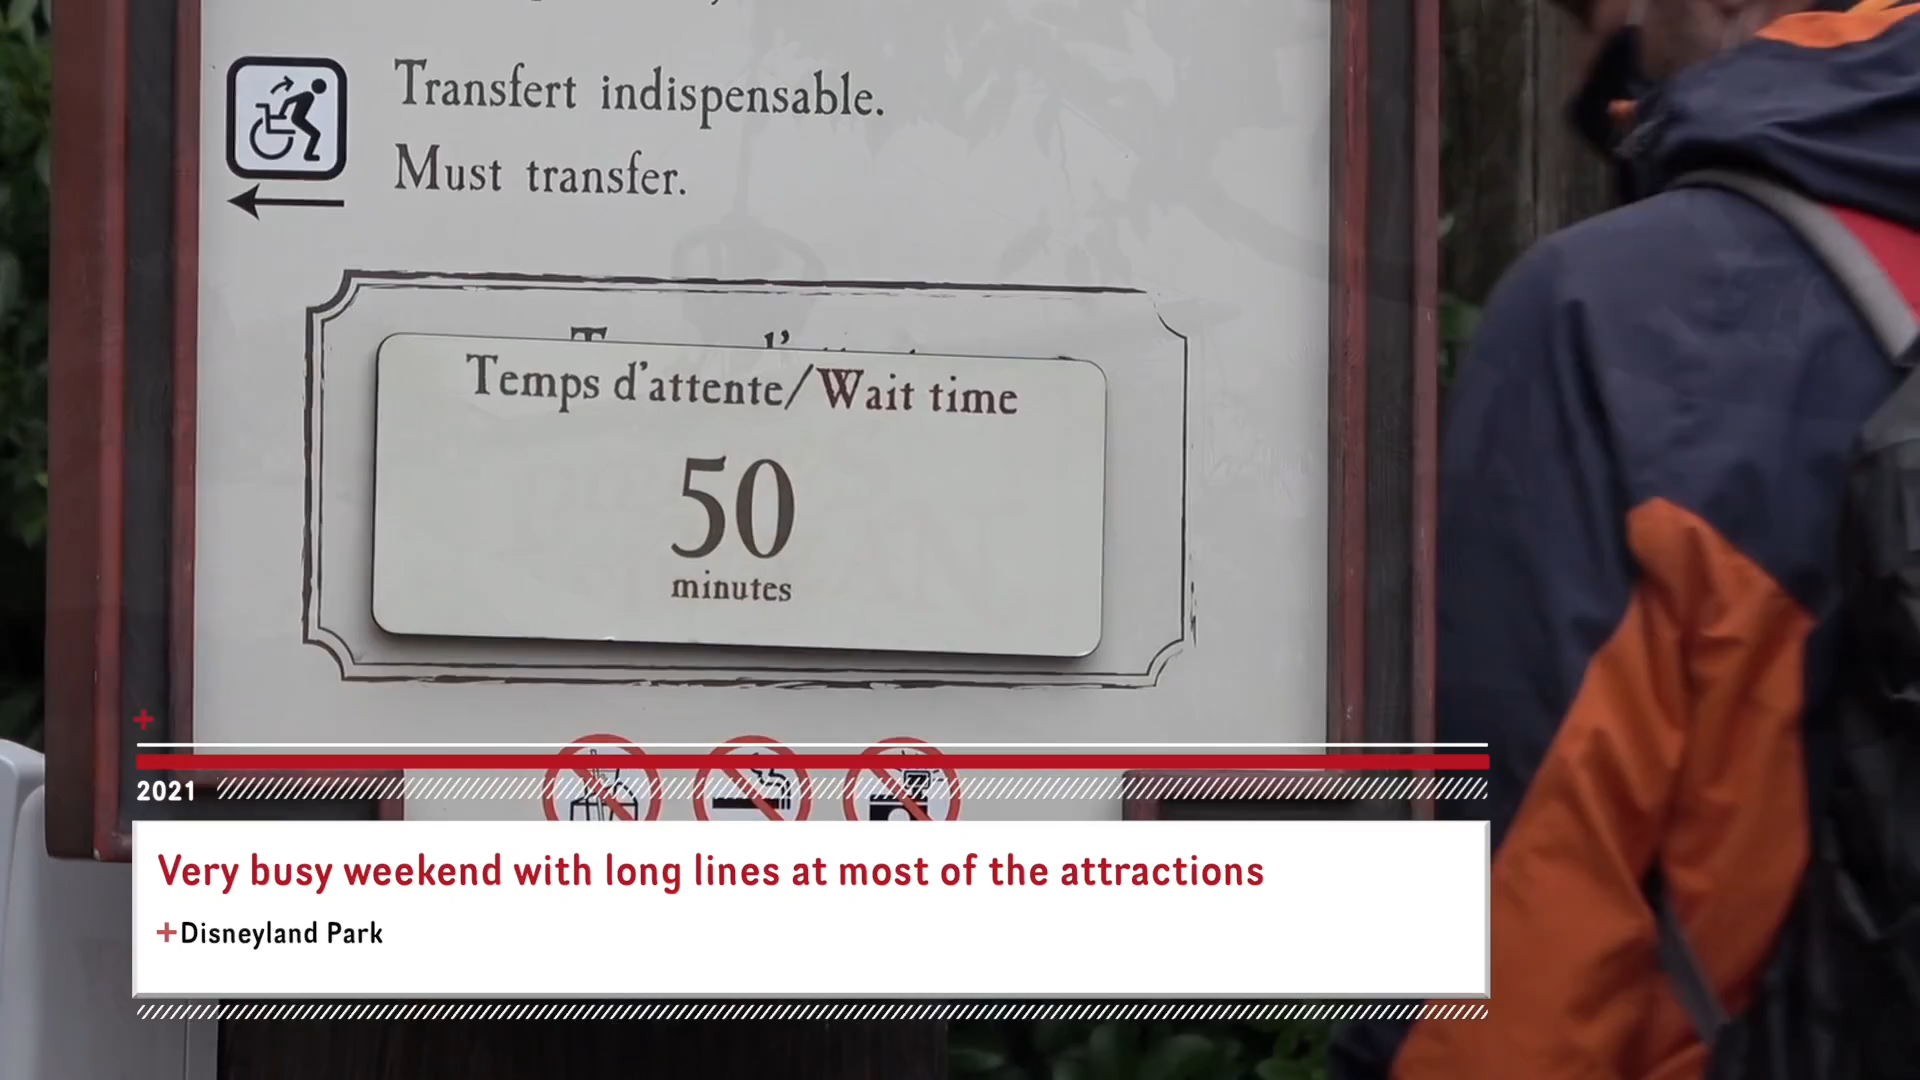 Transfert indispensable.
Must transfer.
Temps d'attente/Wait time
50
minutes
2021
Very busy weekend with long lines at most of the attractions
+Disneyland Park